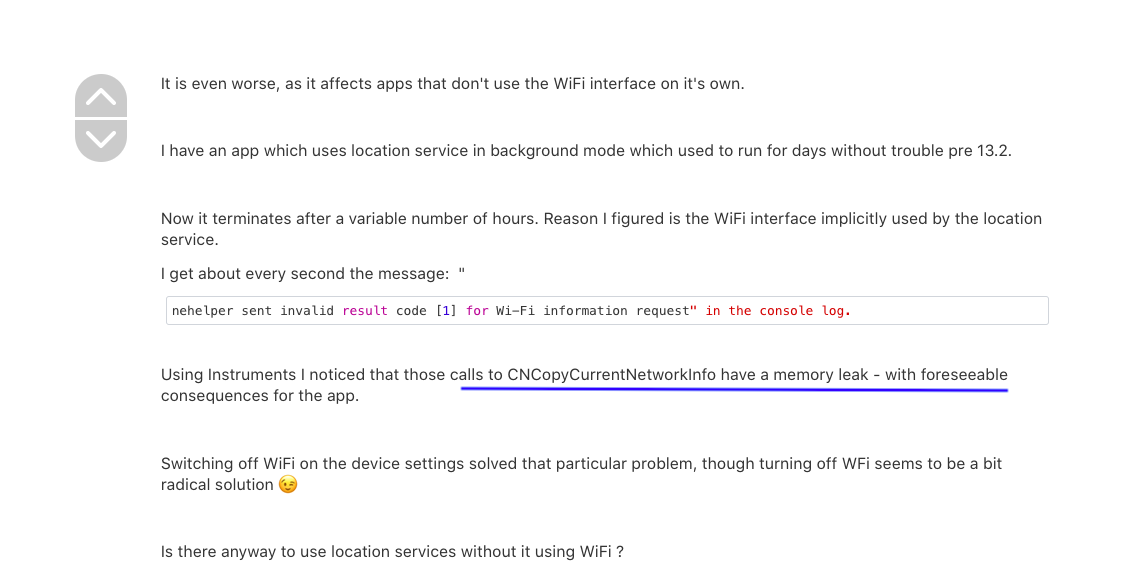 It is even worse, as it affects apps that don't use the WiFi interface on it's own.
I have an app which uses location service in background mode which used to run for days without trouble pre 13.2.
Now it terminates after a variable number of hours. Reason I figured is the WiFi interface implicitly used by the location
service.
I get about every second the message:  "
nehelper sent invalid result code [1] for Wi-Fi information request" in the console log.
Using Instruments I noticed that those calls to CNCopyCurrentNetworkInfo have a memory leak - with foreseeable
consequences for the app.
Switching off WiFi on the device settings solved that particular problem, though turning off WFi seems to be a bit
radical solution 😉
Is there anyway to use location services without it using WiFi ?